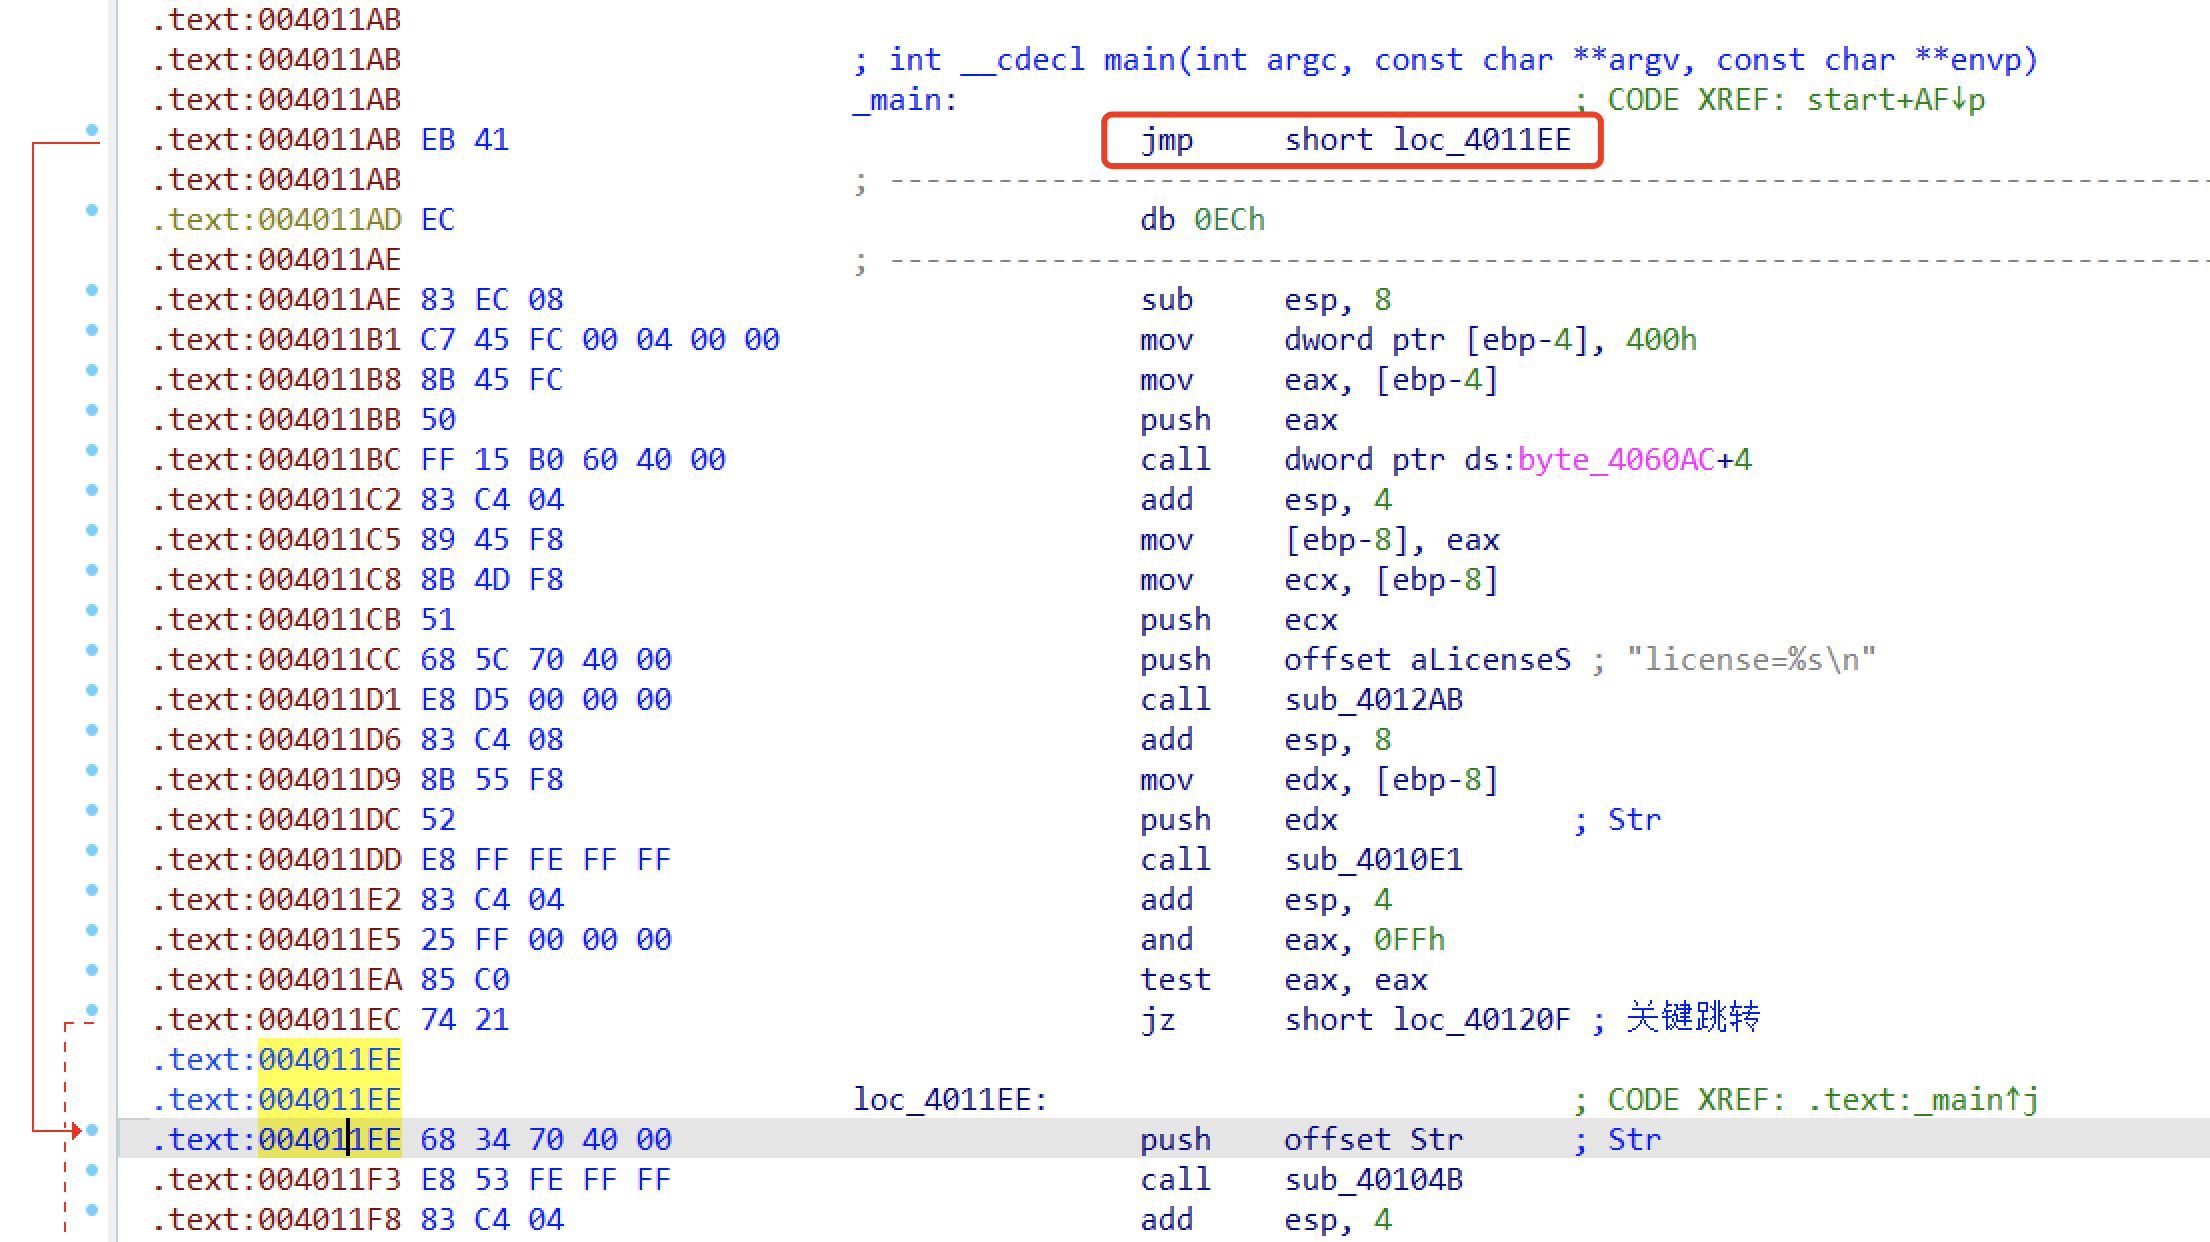 .text:004011AB
.text:004011AB ; int __cdecl main(int argc, const char **argv, const char **envp)
.text:004011AB _main: ; CODE XREF: start+AF↓p
.text:004011AB EB 41 jmp short loc_4011EE
.text:004011AB ; ---------------------------------------------------------------------------
.text:004011AD EC db 0ECh
.text:004011AE ; ---------------------------------------------------------------------------
.text:004011AE 83 EC 08 sub esp, 8
.text:004011B1 C7 45 FC 00 04 00 00 mov dword ptr [ebp-4], 400h
.text:004011B8 8B 45 FC mov eax, [ebp-4]
.text:004011BB 50 push eax
.text:004011BC FF 15 B0 60 40 00 call dword ptr ds:byte_4060AC+4
.text:004011C2 83 C4 04 add esp, 4
.text:004011C5 89 45 F8 mov [ebp-8], eax
.text:004011C8 8B 4D F8 mov ecx, [ebp-8]
.text:004011CB 51 push ecx
.text:004011CC 68 5C 70 40 00 push offset aLicenseS ; "license=%s\n"
.text:004011D1 E8 D5 00 00 00 call sub_4012AB
.text:004011D6 83 C4 08 add esp, 8
.text:004011D9 8B 55 F8 mov edx, [ebp-8]
.text:004011DC 52 push edx ; Str
.text:004011DD E8 FF FE FF FF call sub_4010E1
.text:004011E2 83 C4 04 add esp, 4
.text:004011E5 25 FF 00 00 00 and eax, 0FFh
.text:004011EA 85 C0 test eax, eax
.text:004011EC 74 21 jz short loc_40120F ; 关键跳转
.text:004011EE
.text:004011EE loc_4011EE: ; CODE XREF: .text:_main↑j
.text:004011EE 68 34 70 40 00 push offset Str ; Str
.text:004011F3 E8 53 FE FF FF call sub_40104B
.text:004011F8 83 C4 04 add esp, 4